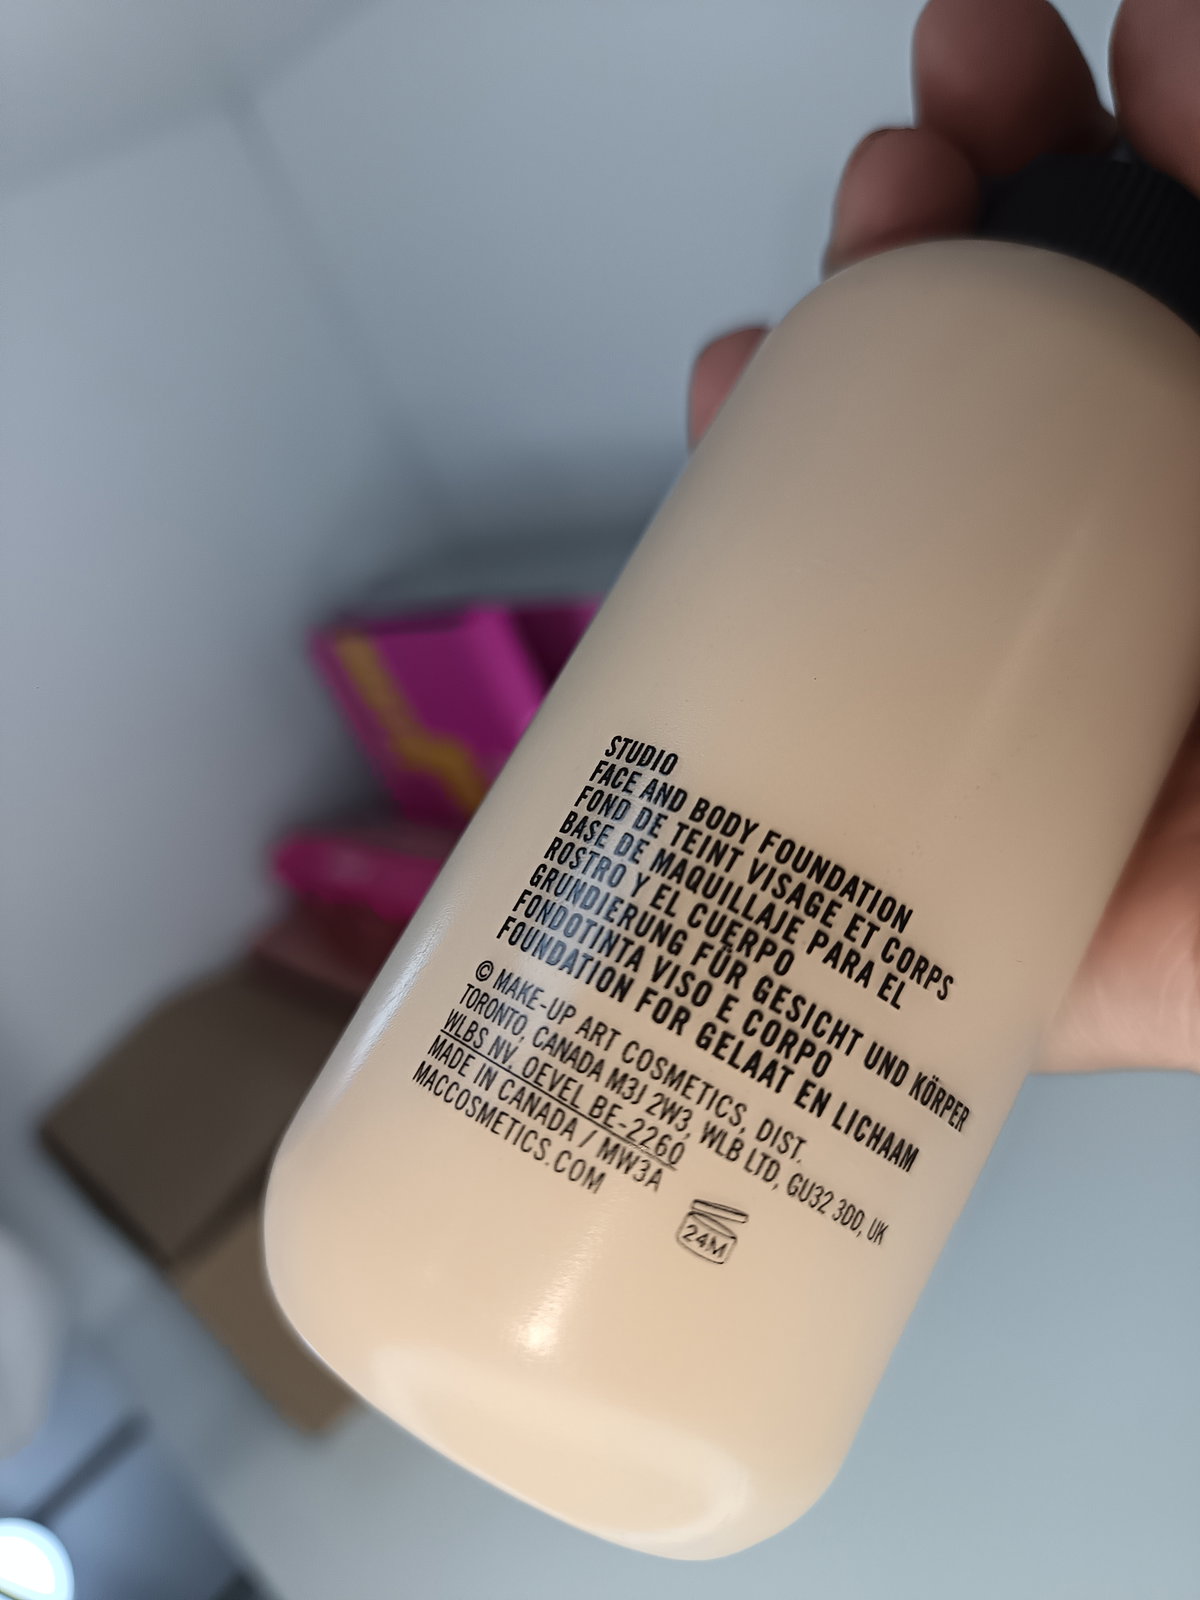 STUDIO
FACE AND BODY FOUNDATION
FOND DE TEINT VISAGE ET CORPS
BASE DE MAQUILLAJE PARA EL
ROSTRO Y EL CUERPO
GRUNDIERUNG FÜR GESICHT UND KÖRPER
FONDOTINTA VISO E CORPO
FOUNDATION FOR GELAAT EN LICHAAM
© MAKE-UP ART COSMETICS, DIST.
TORONTO, CANADA M3J 2W3, WLB LTD, GU32 3DD, UK
WLBS NV, OEVEL BE-2260
MADE IN CANADA / MW3A
MACCOSMETICS.COM
24M